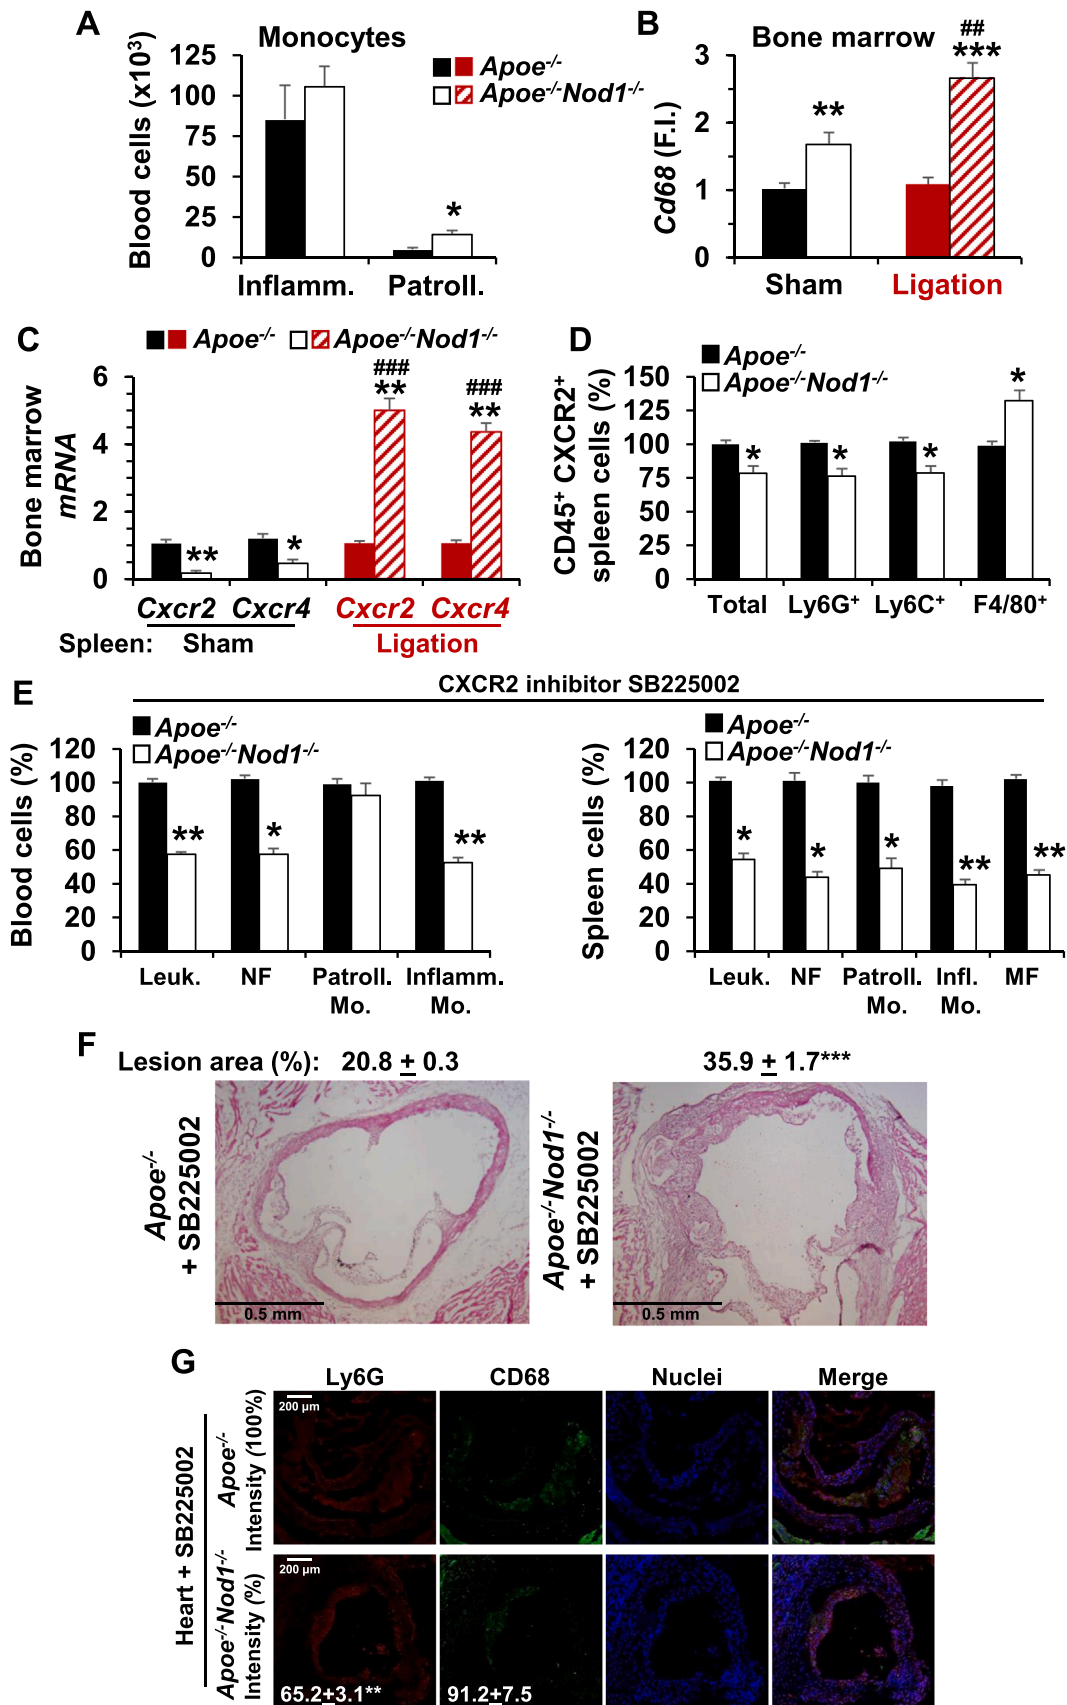 A
Monocytes
Blood cells (x10³)
125
100
75
50
25
0
Inflamm.
Patroll.
*
Apoe-/-
Apoe-/-Nod1-/-
B
Bone marrow
Cd68 (F.I.)
3
2
1
0
**
##
***
Sham
Ligation
C
Apoe-/-
Apoe-/-Nod1-/-
Bone marrow
mRNA
6
4
2
0
**
*
###
**
###
**
Cxcr2
Cxcr4
Cxcr2
Cxcr4
Spleen:
Sham
Ligation
D
Apoe-/-
Apoe-/-Nod1-/-
CD45+ CXCR2+
spleen cells (%)
150
125
100
75
50
25
0
*
*
*
*
Total
Ly6G+
Ly6C+
F4/80+
E
CXCR2 inhibitor SB225002
Apoe-/-
Apoe-/-Nod1-/-
Blood cells (%)
120
100
80
60
40
20
0
**
*
**
Leuk.
NF
Patroll.
Mo.
Inflamm.
Mo.
Apoe-/-
Apoe-/-Nod1-/-
Spleen cells (%)
120
100
80
60
40
20
0
*
*
*
**
**
Leuk.
NF
Patroll.
Mo.
Infl.
Mo.
MF
F
Lesion area (%): 20.8 ± 0.3
35.9 ± 1.7***
Apoe-/-
+ SB225002
0.5 mm
Apoe-/-Nod1-/-
+ SB225002
0.5 mm
G
Ly6G
CD68
Nuclei
Merge
Heart + SB225002
Apoe-/-
Intensity (100%)
200 µm
Apoe-/-Nod1-/-
Intensity (%)
200 µm
65.2±3.1**
91.2±7.5